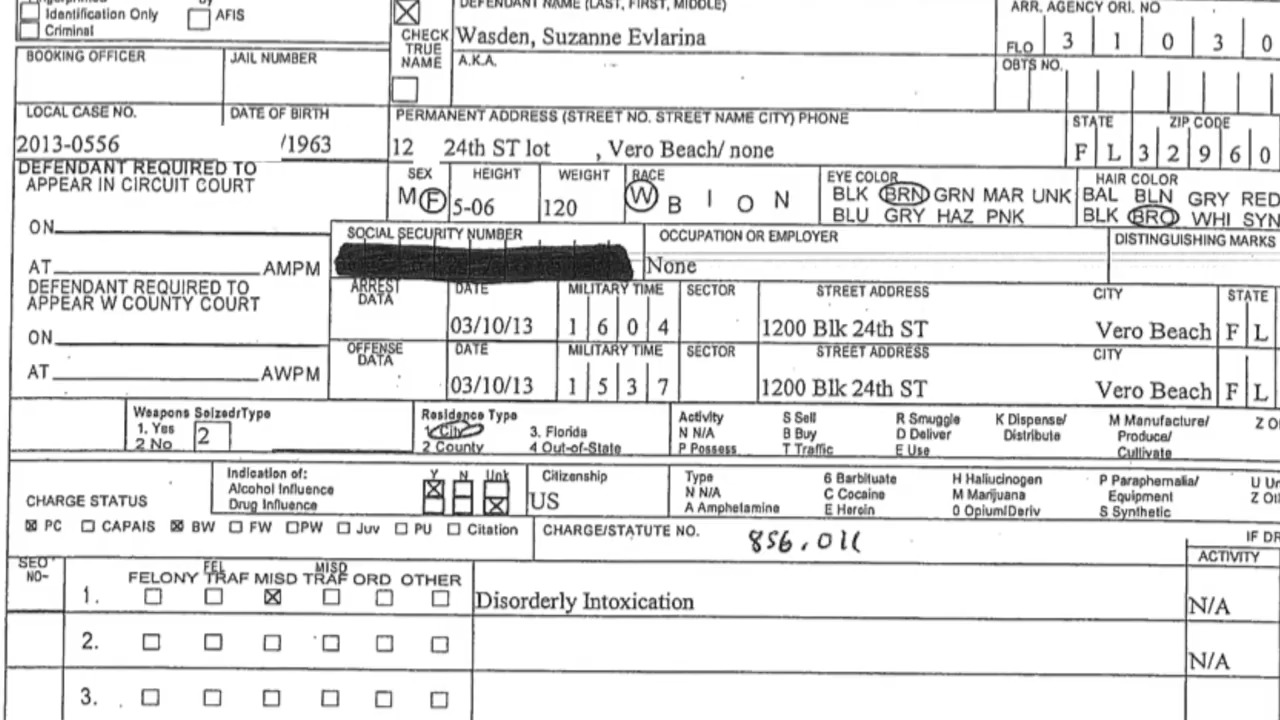 Identification Only
Criminal
AFIS
DEFENDANT NAME (LAST, FIRST, MIDDLE)
ARR. AGENCY ORI. NO
CHECK TRUE NAME
Wasden, Suzanne Evlarina
FLO 3 1 0 3 0
A.K.A.
OBTS NO.
BOOKING OFFICER
JAIL NUMBER
LOCAL CASE NO.
DATE OF BIRTH
PERMANENT ADDRESS (STREET NO. STREET NAME CITY) PHONE
STATE
ZIP CODE
2013-0556
/1963
12 24th ST lot , Vero Beach/ none
F L 3 2 9 6 0
DEFENDANT REQUIRED TO
APPEAR IN CIRCUIT COURT
ON
AT AMPM
SEX
M F
HEIGHT
5-06
WEIGHT
120
RACE
W B I O N
EYE COLOR
BLK BRN GRN MAR UNK
BLU GRY HAZ PNK
HAIR COLOR
BAL BLN GRY RED
BLK BRO WHI SYN
SOCIAL SECURITY NUMBER
OCCUPATION OR EMPLOYER
None
DISTINGUISHING MARKS
DEFENDANT REQUIRED TO
APPEAR W COUNTY COURT
ON
AT AWPM
ARREST DATA
DATE
MILITARY TIME
SECTOR
STREET ADDRESS
CITY
STATE
03/10/13
1 6 0 4
1200 Blk 24th ST
Vero Beach
F L
OFFENSE DATA
DATE
MILITARY TIME
SECTOR
STREET ADDRESS
CITY
03/10/13
1 5 3 7
1200 Blk 24th ST
Vero Beach
F L
Weapons Seized/Type
1. Yes
2 No
2
Residence Type
1 City
3. Florida
2 County
4 Out-of-State
Activity
N N/A
P Possess
S Sell
B Buy
T Traffic
R Smuggle
D Deliver
E Use
K Dispense/
Distribute
M Manufacture/
Produce/
Cultivate
CHARGE STATUS
Indication of:
Alcohol Influence
Drug Influence
Y N Unk
Citizenship
US
Type
N N/A
A Amphetamine
6 Barbituate
C Cocaine
E Heroin
H Haliucinogen
M Marijuana
0 Opium/Deriv
P Paraphemalia/
Equipment
S Synthetic
PC CAPAIS BW FW PW Juv PU Citation
CHARGE/STATUTE NO.
856.011
ACTIVITY
SEQ NO-
FELONY FEL TRAF MISD MISD TRAF ORD OTHER
1.
Disorderly Intoxication
N/A
2.
N/A
3.